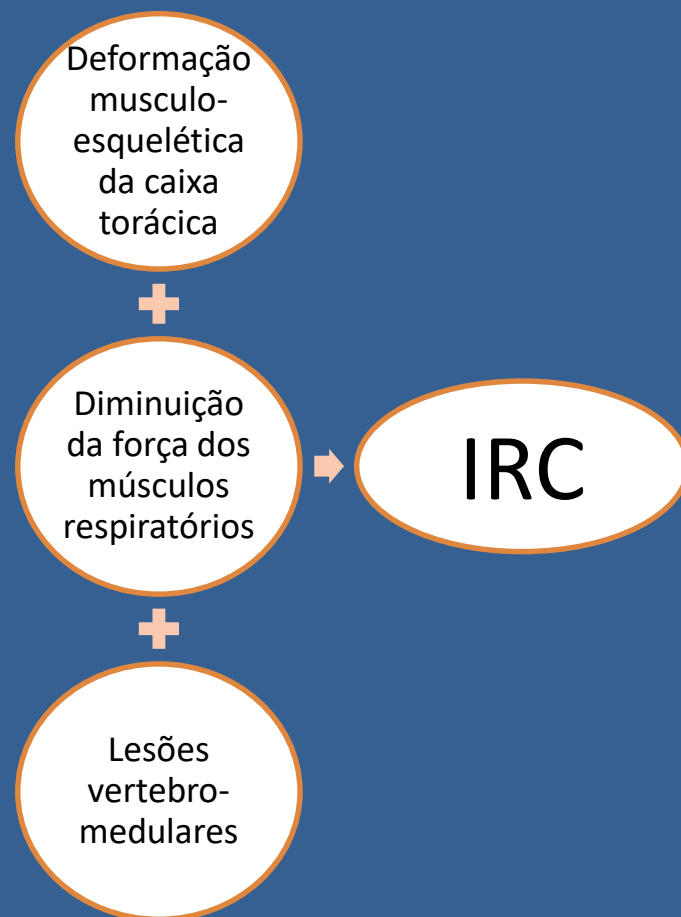 Deformação
musculo-
esquelética
da caixa
torácica
Diminuição
da força dos
músculos
respiratórios
IRC
Lesões
vertebro-
medulares